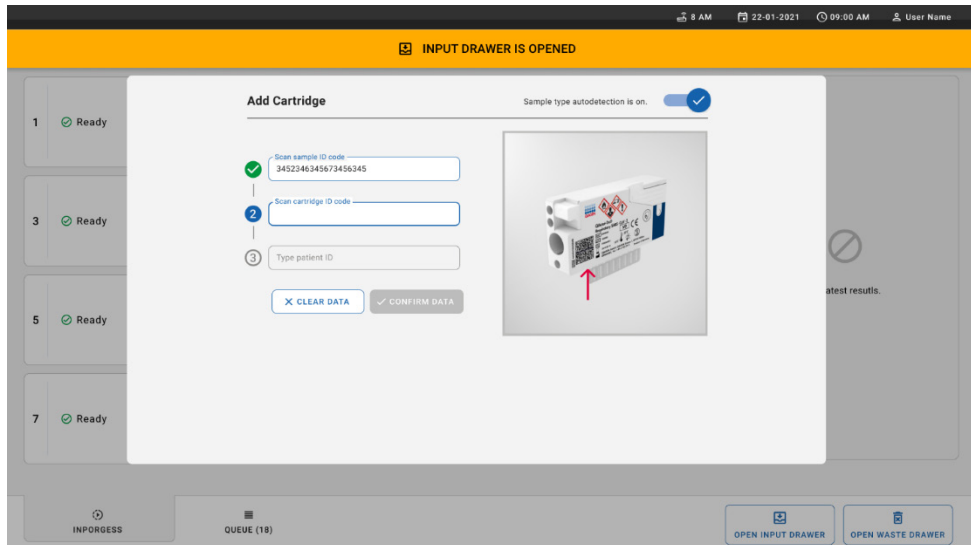 8 AM 22-01-2021 09:00 AM User Name
INPUT DRAWER IS OPENED
Add Cartridge
Sample type autodetection is on.
1 Ready
Scan sample ID code
3452346345673456345
Scan cartridge ID code
2
3 Ready
3 Type patient ID
atest resutls.
CLEAR DATA
CONFIRM DATA
5 Ready
7 Ready
INPORGESS
QUEUE (18)
OPEN INPUT DRAWER
OPEN WASTE DRAWER